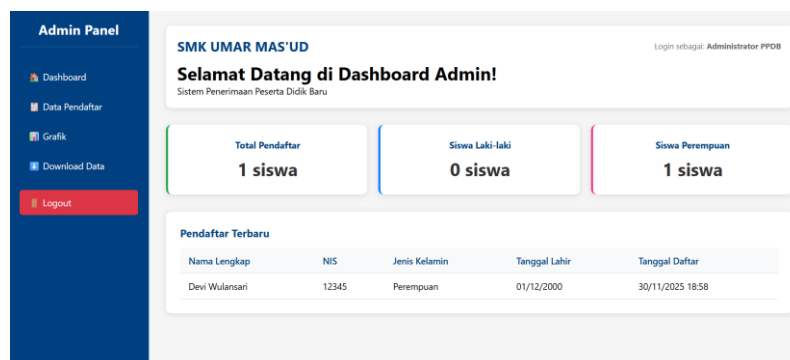 Admin Panel
Dashboard
Data Pendaftar
Grafik
Download Data
Logout
SMK UMAR MAS'UD
Login sebagai: Administrator PPDB
Selamat Datang di Dashboard Admin!
Sistem Penerimaan Peserta Didik Baru
Total Pendaftar
1 siswa
Siswa Laki-laki
0 siswa
Siswa Perempuan
1 siswa
Pendaftar Terbaru
Nama Lengkap NIS Jenis Kelamin Tanggal Lahir Tanggal Daftar
Devi Wulansari 12345 Perempuan 01/12/2000 30/11/2025 18:58